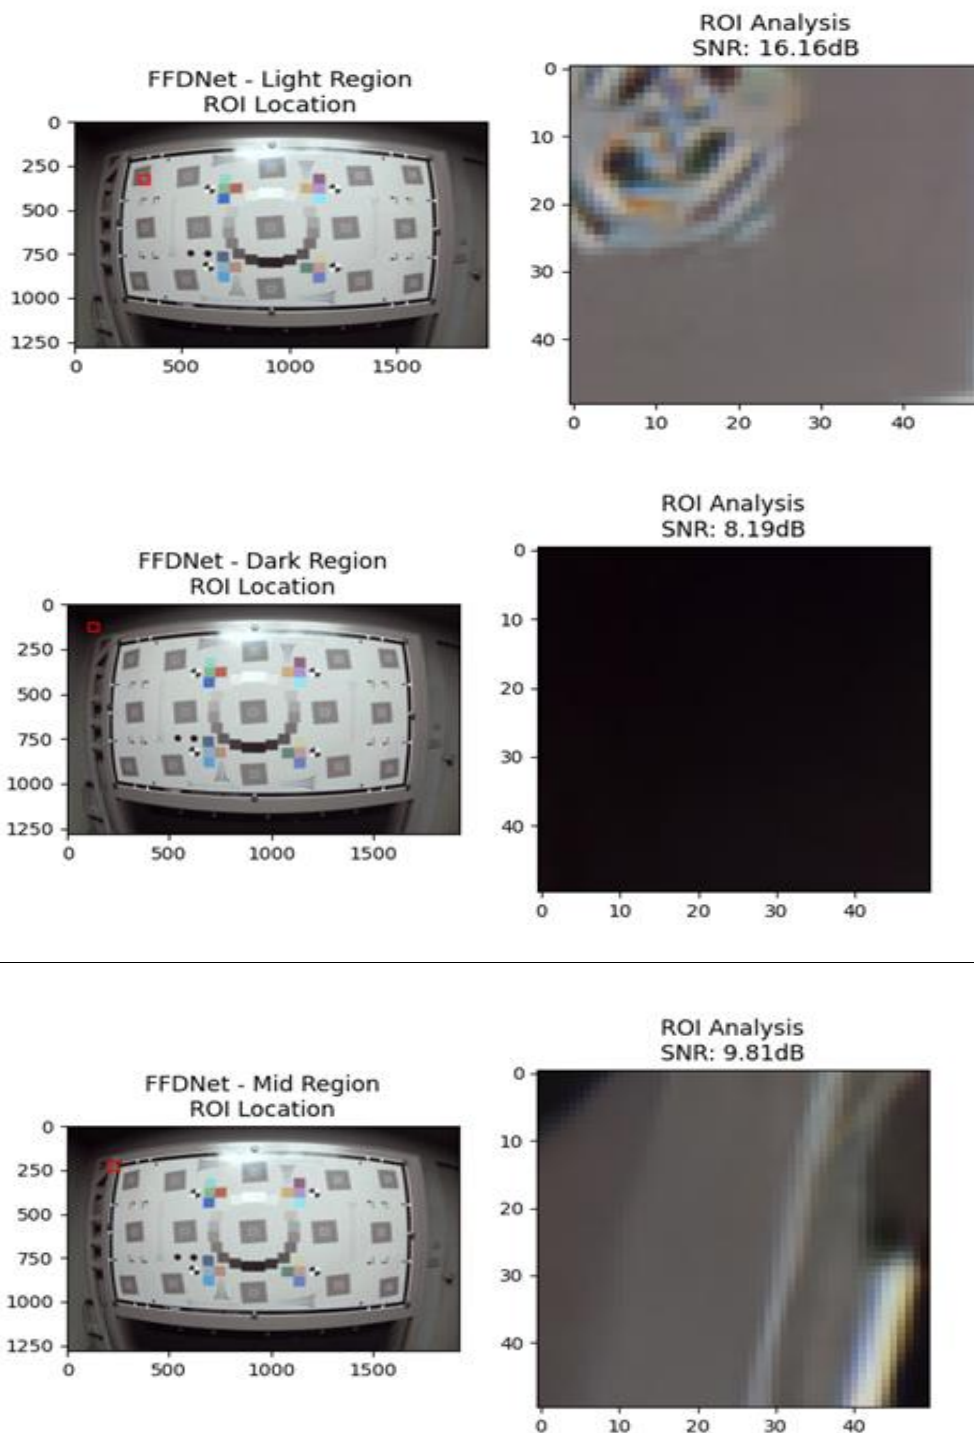 FFDNet - Light Region
ROI Location
0
250
500
750
1000
1250
0 500 1000 1500
ROI Analysis
SNR: 16.16dB
0
10
20
30
40
0 10 20 30 40
FFDNet - Dark Region
ROI Location
0
250
500
750
1000
1250
0 500 1000 1500
ROI Analysis
SNR: 8.19dB
0
10
20
30
40
0 10 20 30 40
FFDNet - Mid Region
ROI Location
0
250
500
750
1000
1250
0 500 1000 1500
ROI Analysis
SNR: 9.81dB
0
10
20
30
40
0 10 20 30 40